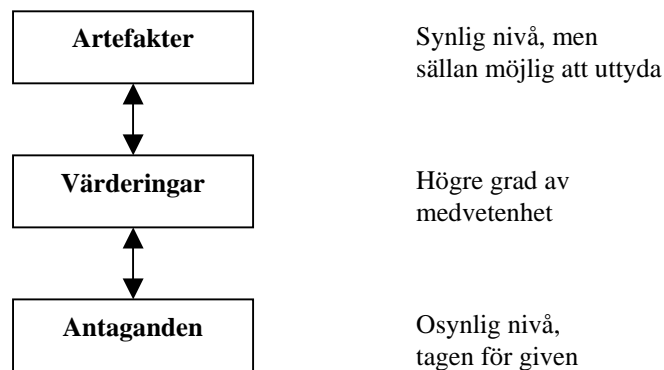 Artefakter
Synlig nivå, men
sällan möjlig att uttyda
Värderingar
Högre grad av
medvetenhet
Antaganden
Osynlig nivå,
tagen för given